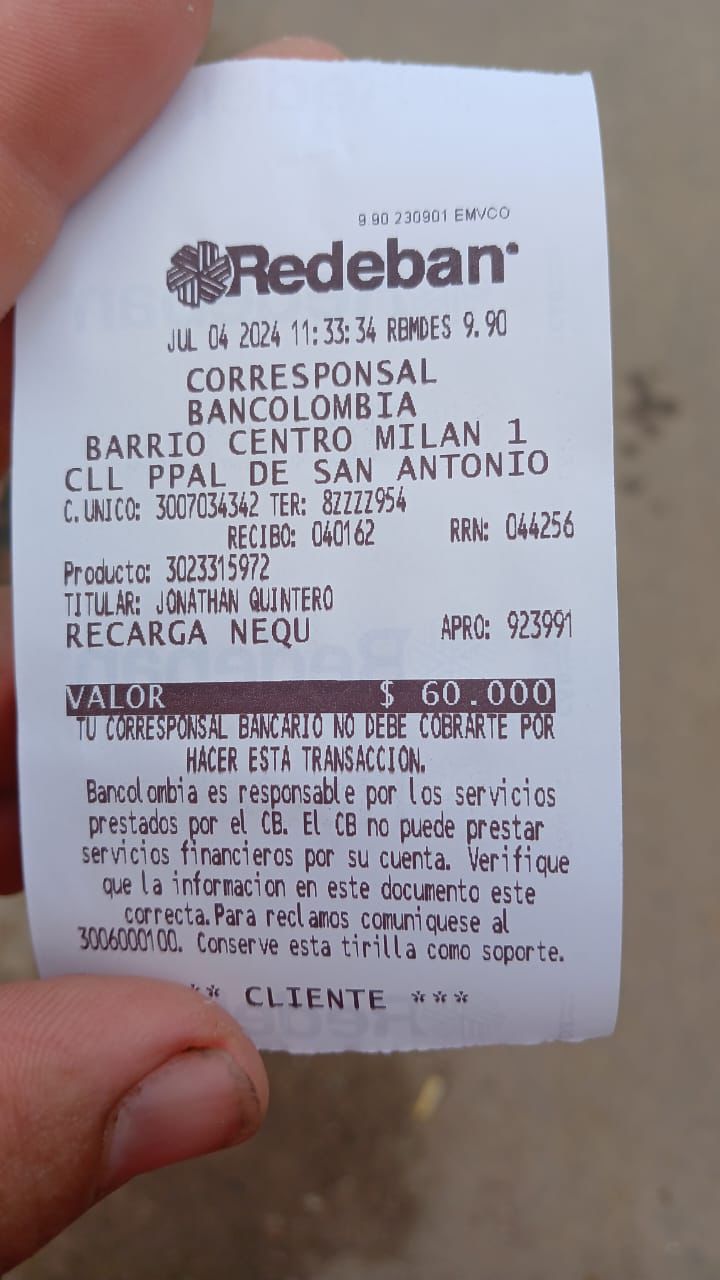 9 90 230901 EMVCO
Redeban
JUL 04 2024 11:33:34 RBMDES 9.90
CORRESPONSAL
BANCOLOMBIA
BARRIO CENTRO MILAN 1
CLL PPAL DE SAN ANTONIO
C. UNICO: 3007034342 TER: 8ZZZZ954
RECIBO: 040162 RRN: 044256
Producto: 3023315972
TITULAR: JONATHAN QUINTERO
RECARGA NEQU APRO: 923991
VALOR $ 60.000
TU CORRESPONSAL BANCARIO NO DEBE COBRARTE POR
HACER ESTA TRANSACCION.
Bancolombia es responsable por los servicios
prestados por el CB. El CB no puede prestar
servicios financieros por su cuenta. Verifique
que la informacion en este documento este
correcta.Para reclamos comuniquese al
3006000100. Conserve esta tirilla como soporte.
** CLIENTE ***